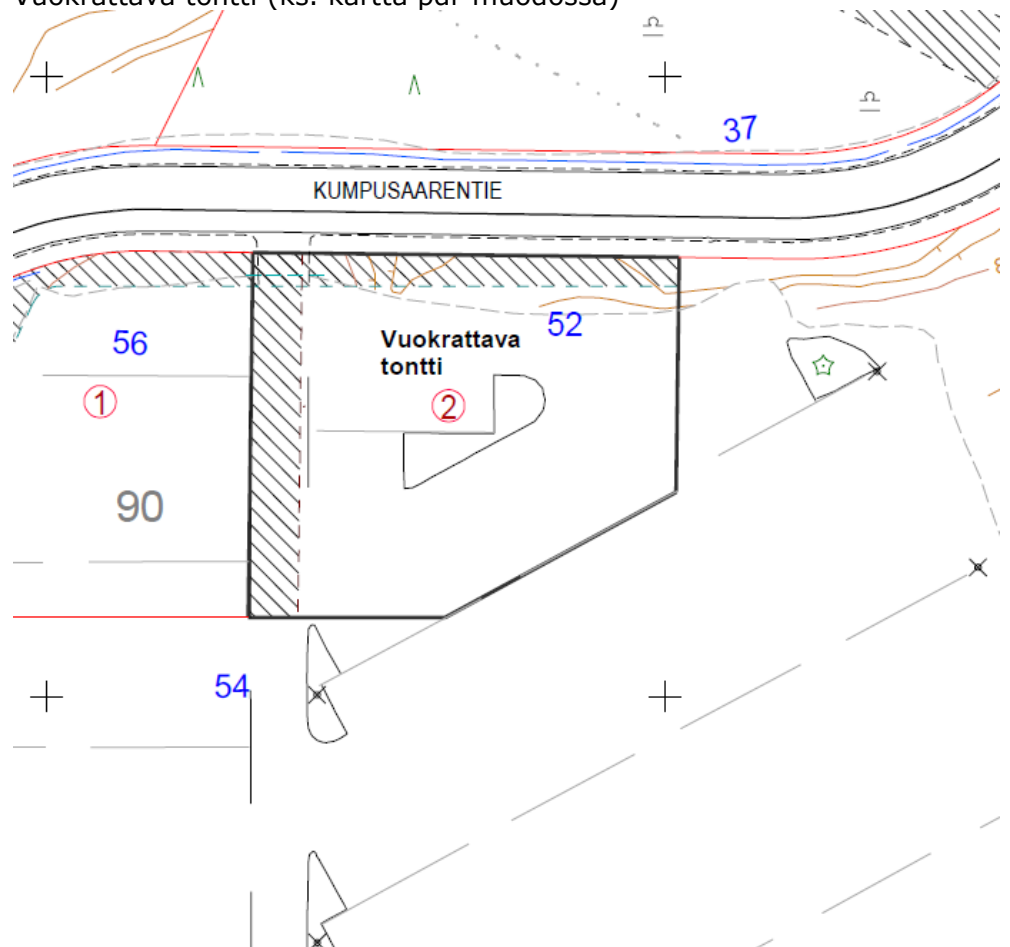 Vuokrattava tontti (ks. kartta pdf muodossa)
37
KUMPUSAARENTIE
56
52
Vuokrattava
tontti
1
2
90
54